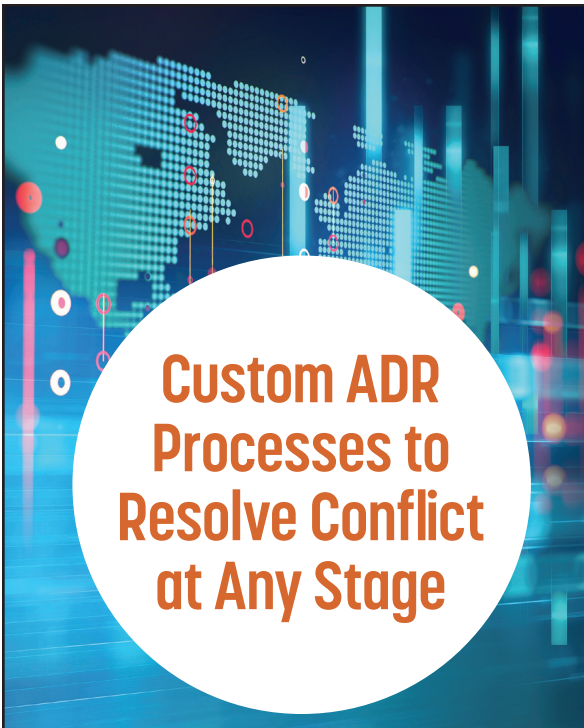 Custom ADR
Processes to
Resolve Conflict
at Any Stage